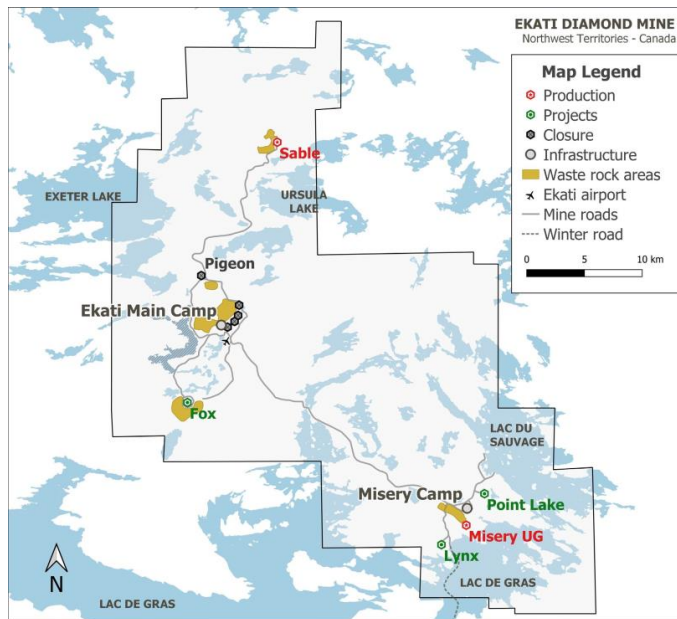 EKATI DIAMOND MINE
Northwest Territories - Canada
Map Legend
Production
Projects
Closure
Infrastructure
Waste rock areas
Ekati airport
Mine roads
Winter road
0 5 10 km
Sable
EXETER LAKE
URSULA
LAKE
Pigeon
Ekati Main Camp
Fox
LAC DU
SAUVAGE
Misery Camp
Point Lake
Misery UG
Lynx
LAC DE GRAS
LAC DE GRAS
N